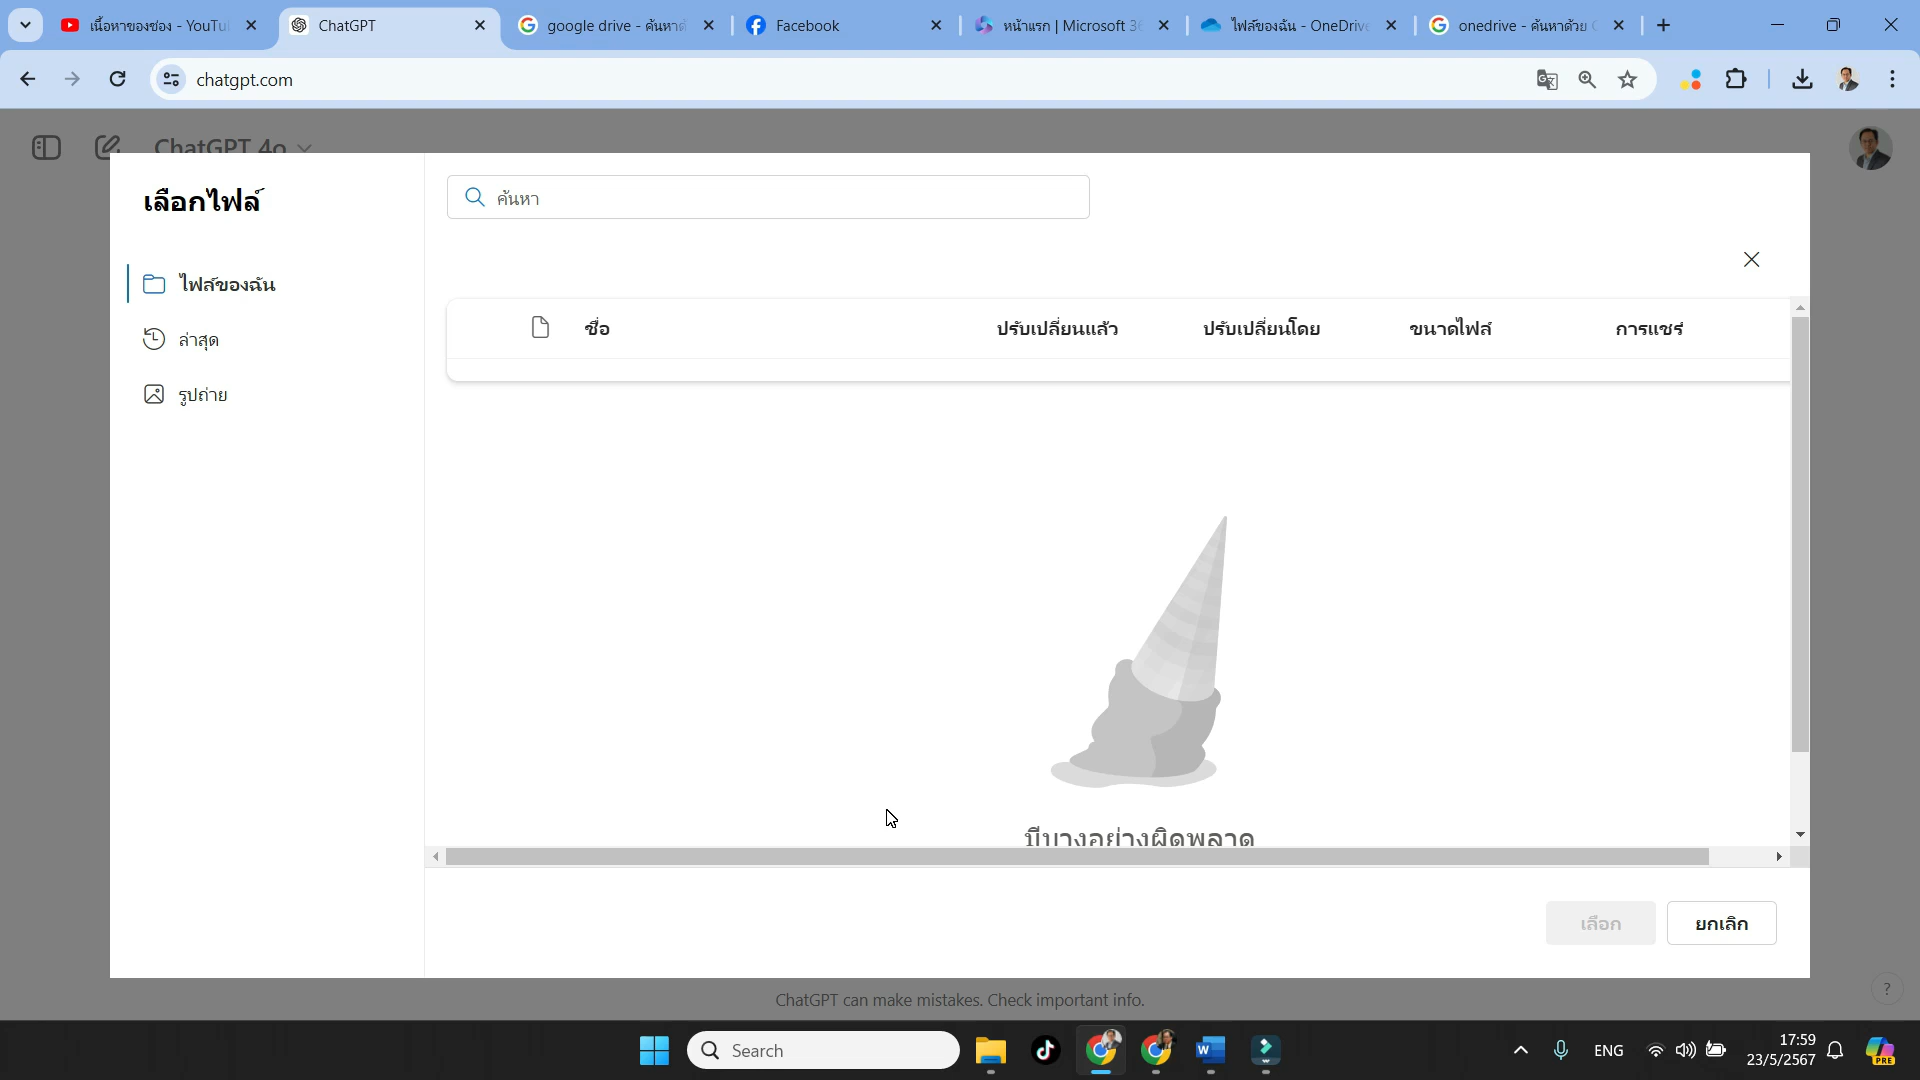 เนื้อหาของช่อง - YouTu
ChatGPT
google drive - ค้นหาด้
Facebook
หน้าแรก | Microsoft 36
ไฟล์ของฉัน - OneDrive
onedrive - ค้นหาด้วย G
chatgpt.com
ChatGPT 4o
เลือกไฟล์
ค้นหา
ไฟล์ของฉัน
ล่าสุด
รูปถ่าย
ชื่อ
ปรับเปลี่ยนแล้ว
ปรับเปลี่ยนโดย
ขนาดไฟล์
การแชร์
มีบางอย่างผิดพลาด
เลือก
ยกเลิก
ChatGPT can make mistakes. Check important info.
?
Search
W
ENG
17:59
23/5/2567
PRE